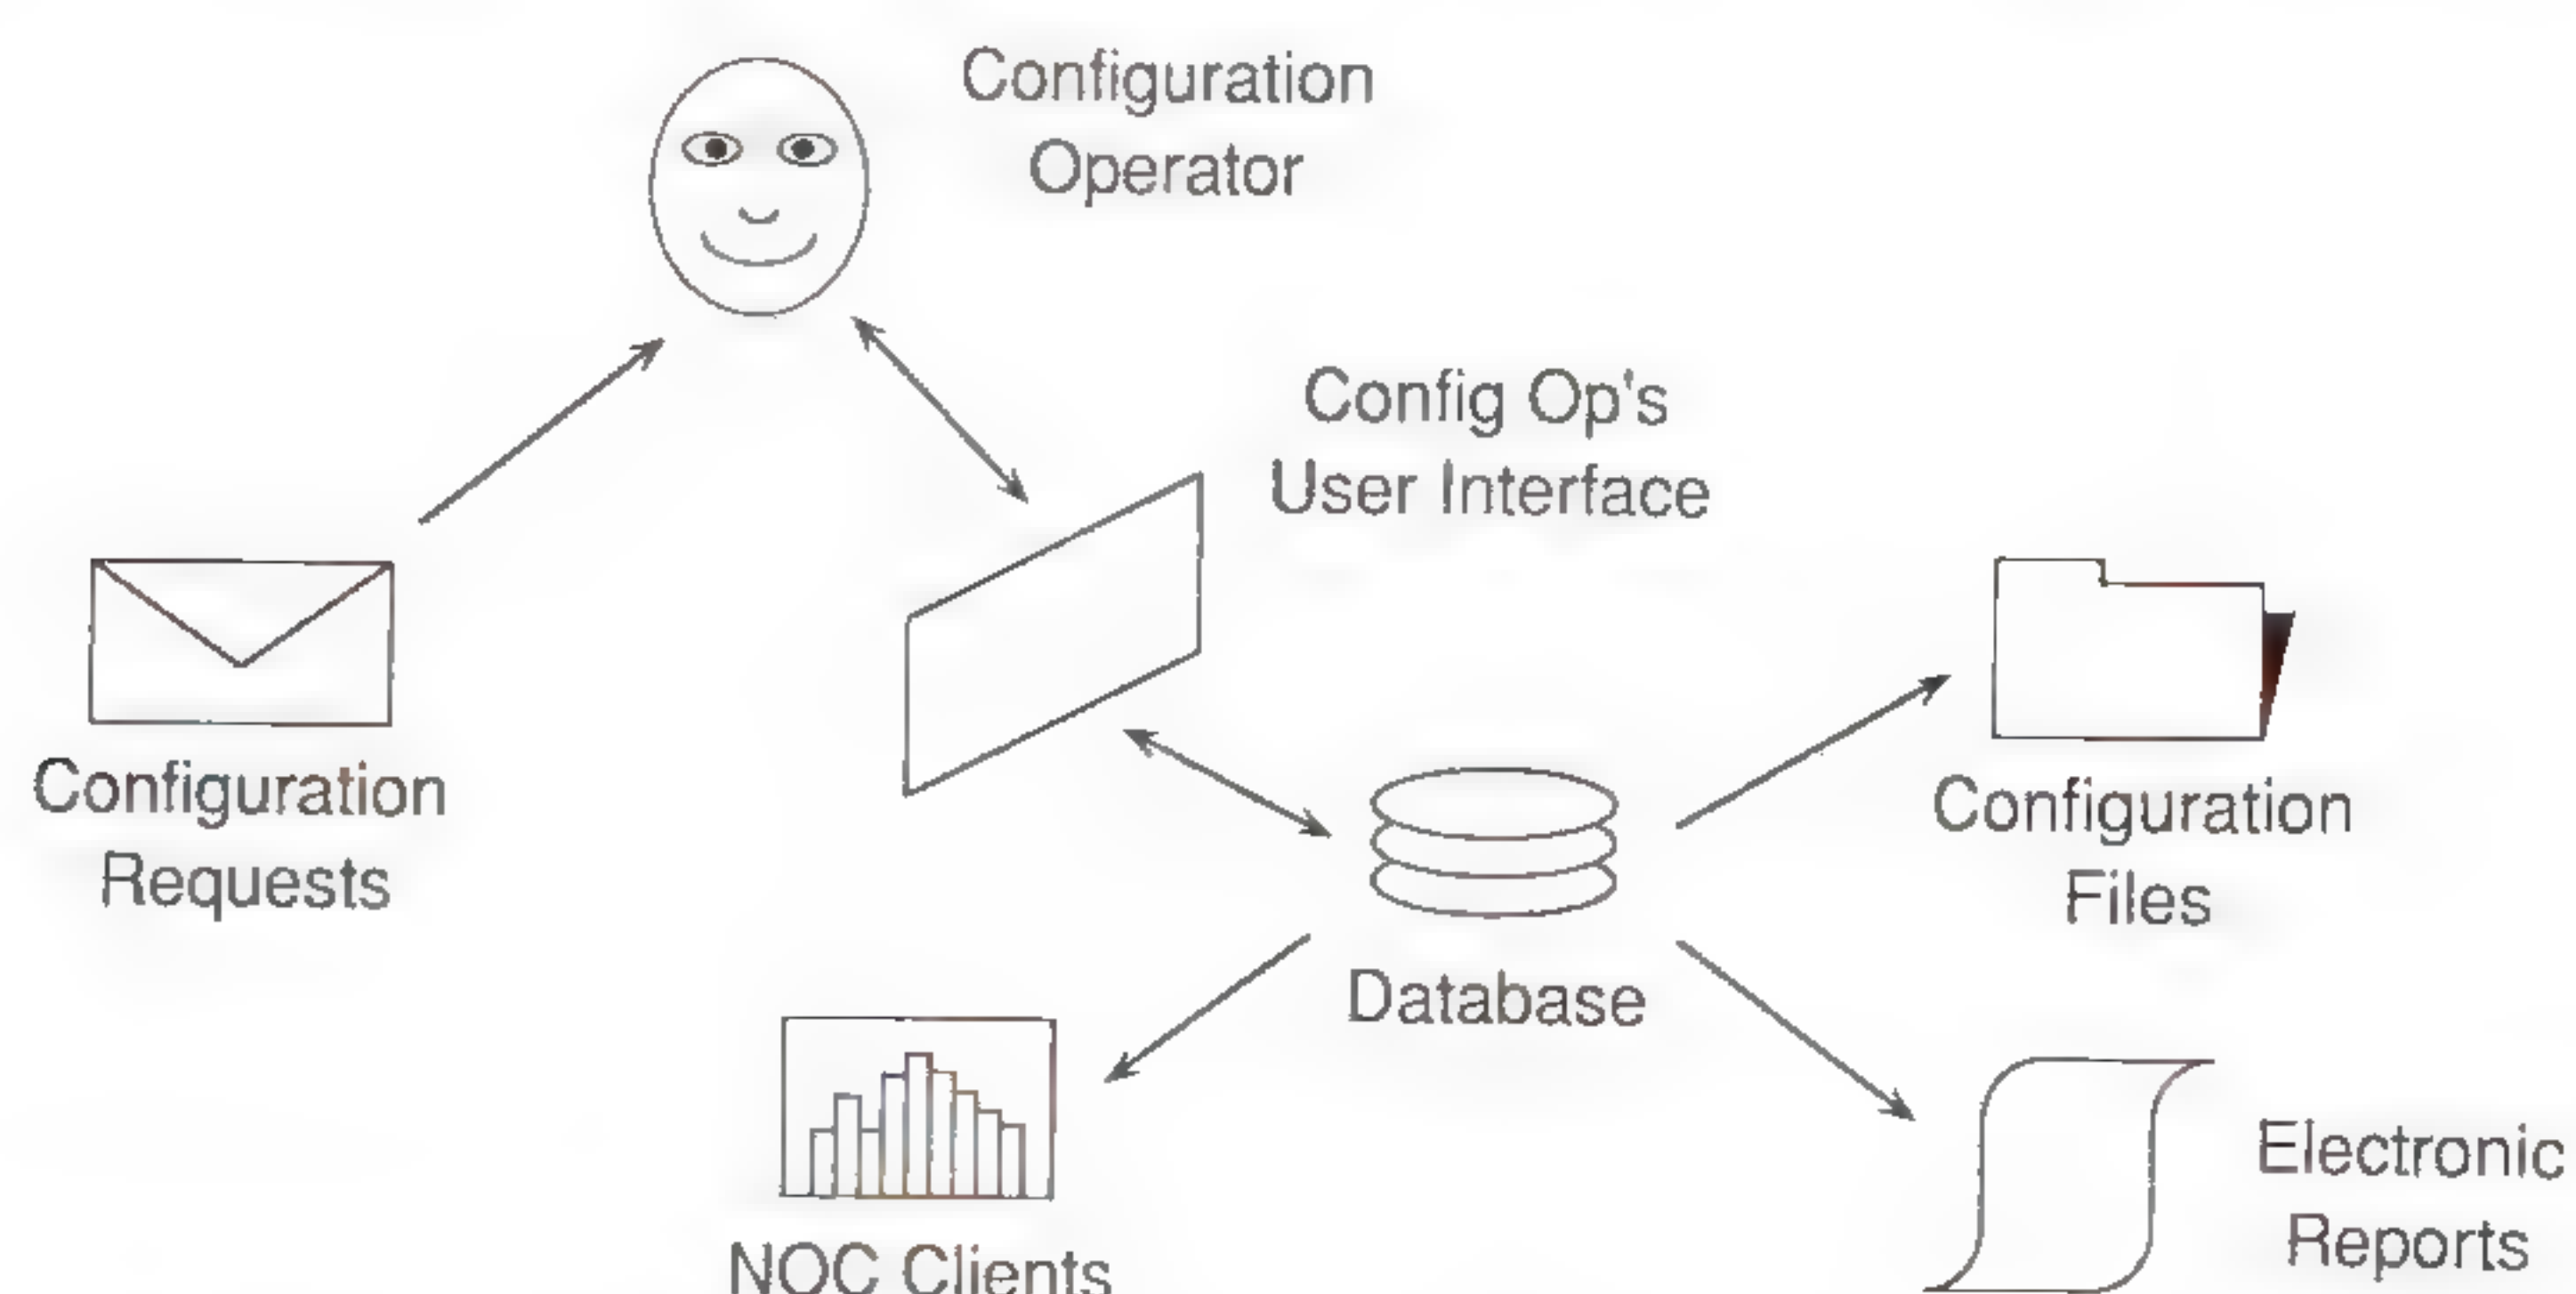 Configuration
Operator
Config Op's
User Interface
Configuration
Requests
Configuration
Files
Database
Electronic
Reports
NOC Clients